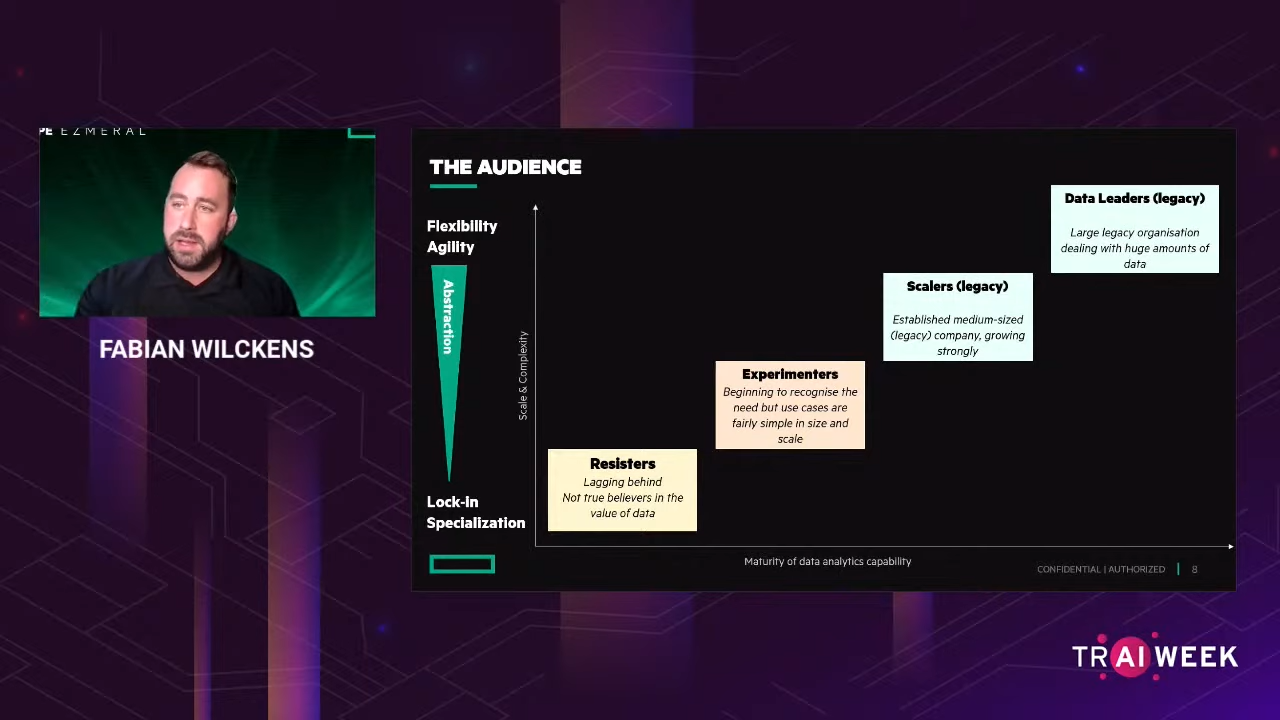 EZMERAL
FABIAN WILCKENS
THE AUDIENCE
Flexibility
Agility
Abstraction
Lock-in
Specialization
Scale & Complexity
Data Leaders (legacy)
Large legacy organisation
dealing with huge amounts of
data
Scalers (legacy)
Established medium-sized
(legacy) company, growing
strongly
Experimenters
Beginning to recognise the
need but use cases are
fairly simple in size and
scale
Resisters
Lagging behind
Not true believers in the
value of data
Maturity of data analytics capability
CONFIDENTIAL | AUTHORIZED
8
TRAIWEEK